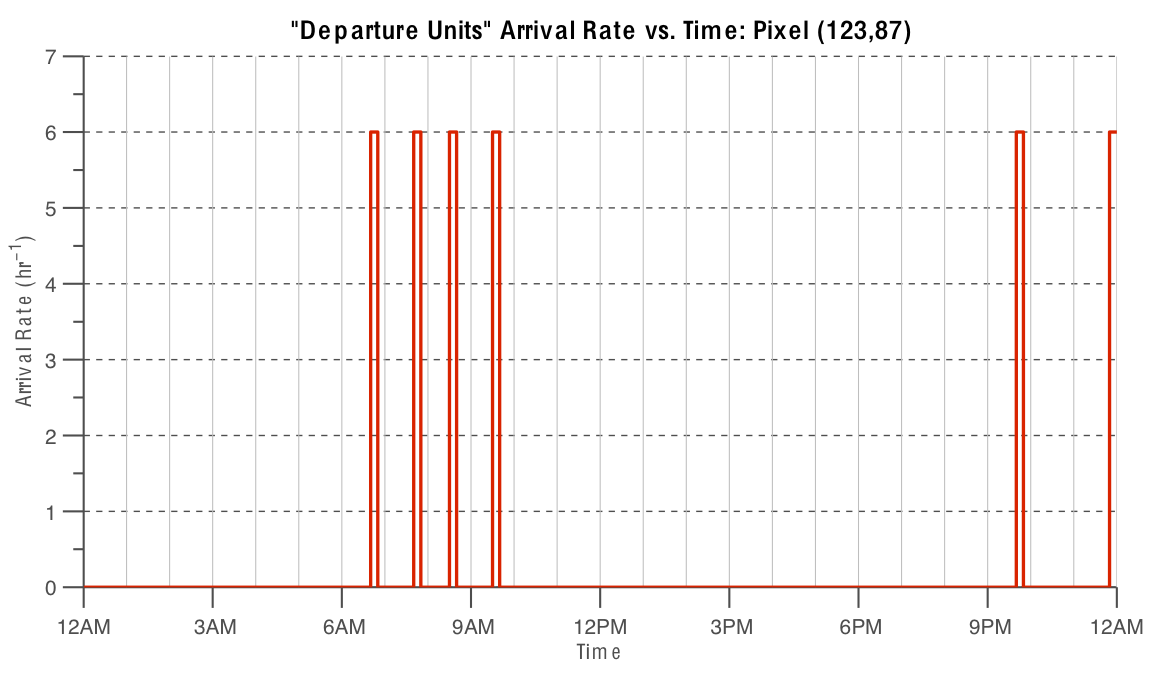 "Departure Units" Arrival Rate vs. Time: Pixel (123,87)
7
6
5
4
3
2
1
0
Arrival Rate (hr⁻¹)
12AM 3AM 6AM 9AM 12PM 3PM 6PM 9PM 12AM
Time